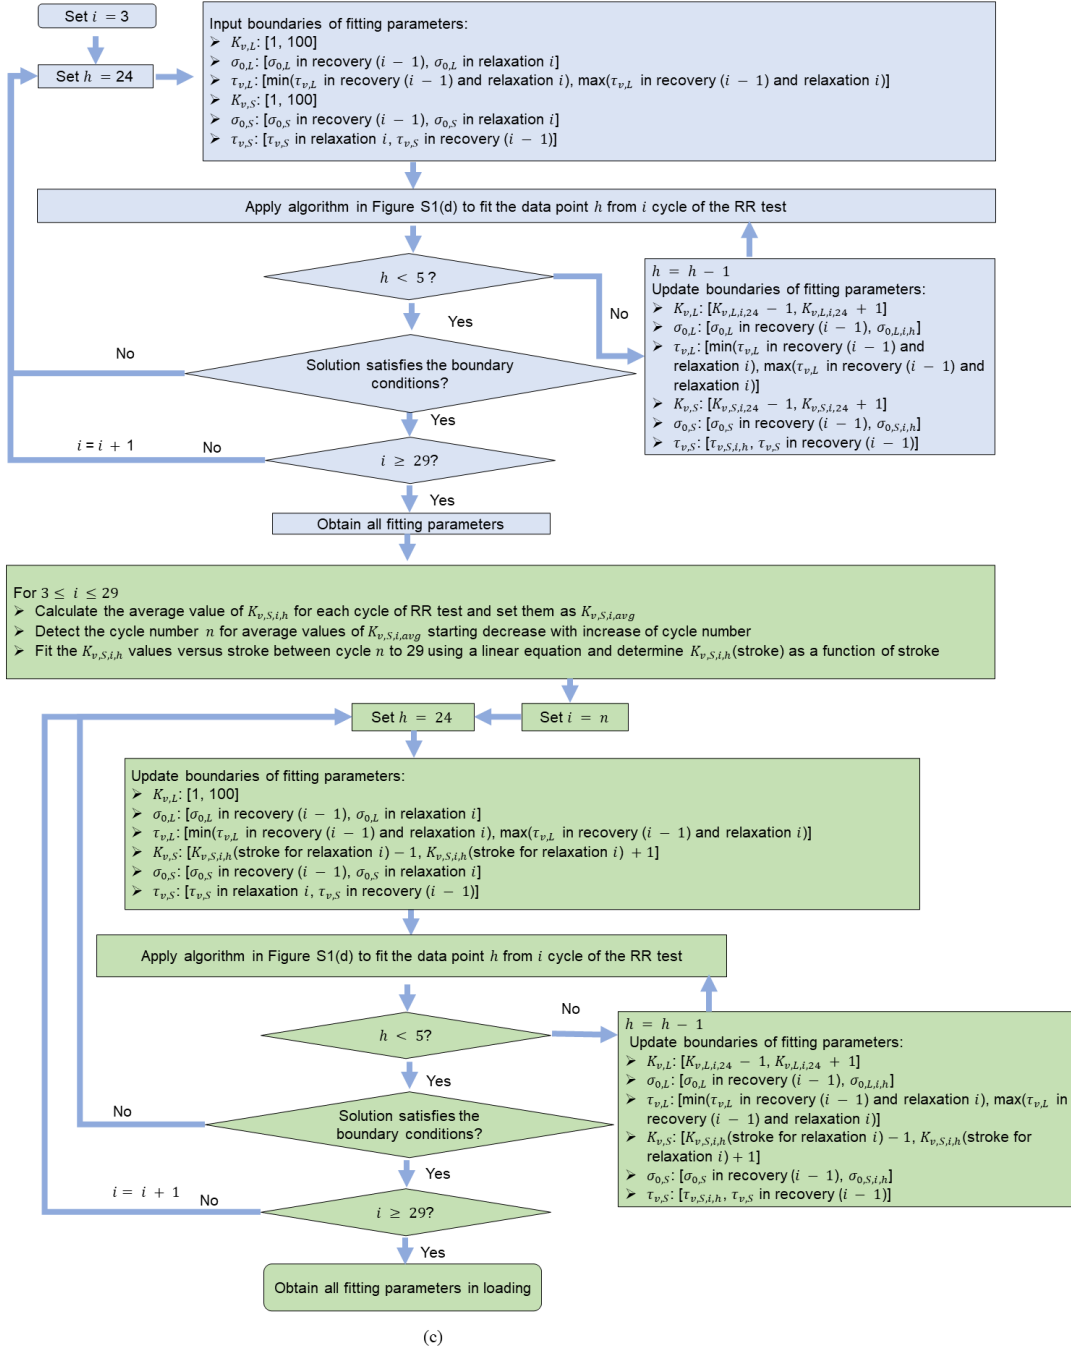 Set i = 3
Set h = 24
Input boundaries of fitting parameters:
➢ K_{v,L}: [1, 100]
➢ σ_{0,L}: [σ_{0,L} in recovery (i − 1), σ_{0,L} in relaxation i]
➢ τ_{v,L}: [min(τ_{v,L} in recovery (i − 1) and relaxation i), max(τ_{v,L} in recovery (i − 1) and relaxation i)]
➢ K_{v,S}: [1, 100]
➢ σ_{0,S}: [σ_{0,S} in recovery (i − 1), σ_{0,S} in relaxation i]
➢ τ_{v,S}: [τ_{v,S} in relaxation i, τ_{v,S} in recovery (i − 1)]
Apply algorithm in Figure S1(d) to fit the data point h from i cycle of the RR test
h < 5?
No
Yes
h = h − 1
Update boundaries of fitting parameters:
➢ K_{v,L}: [K_{v,L,i,24} − 1, K_{v,L,i,24} + 1]
➢ σ_{0,L}: [σ_{0,L} in recovery (i − 1), σ_{0,L,i,h}]
➢ τ_{v,L}: [min(τ_{v,L} in recovery (i − 1) and
relaxation i), max(τ_{v,L} in recovery (i − 1) and
relaxation i)]
➢ K_{v,S}: [K_{v,S,i,24} − 1, K_{v,S,i,24} + 1]
➢ σ_{0,S}: [σ_{0,S} in recovery (i − 1), σ_{0,S,i,h}]
➢ τ_{v,S}: [τ_{v,S,i,h}, τ_{v,S} in recovery (i − 1)]
No
Solution satisfies the boundary
conditions?
Yes
i = i + 1
No
i ≥ 29?
Yes
Obtain all fitting parameters
For 3 ≤ i ≤ 29
➢ Calculate the average value of K_{v,S,i,h} for each cycle of RR test and set them as K_{v,S,i,avg}
➢ Detect the cycle number n for average values of K_{v,S,i,avg} starting decrease with increase of cycle number
➢ Fit the K_{v,S,i,h} values versus stroke between cycle n to 29 using a linear equation and determine K_{v,S,i,h}(stroke) as a function of stroke
Set h = 24
Set i = n
Update boundaries of fitting parameters:
➢ K_{v,L}: [1, 100]
➢ σ_{0,L}: [σ_{0,L} in recovery (i − 1), σ_{0,L} in relaxation i]
➢ τ_{v,L}: [min(τ_{v,L} in recovery (i − 1) and relaxation i), max(τ_{v,L} in recovery (i − 1) and relaxation i)]
➢ K_{v,S}: [K_{v,S,i,h}(stroke for relaxation i) − 1, K_{v,S,i,h}(stroke for relaxation i) + 1]
➢ σ_{0,S}: [σ_{0,S} in recovery (i − 1), σ_{0,S} in relaxation i]
➢ τ_{v,S}: [τ_{v,S} in relaxation i, τ_{v,S} in recovery (i − 1)]
Apply algorithm in Figure S1(d) to fit the data point h from i cycle of the RR test
h < 5?
No
Yes
h = h − 1
Update boundaries of fitting parameters:
➢ K_{v,L}: [K_{v,L,i,24} − 1, K_{v,L,i,24} + 1]
➢ σ_{0,L}: [σ_{0,L} in recovery (i − 1), σ_{0,L,i,h}]
➢ τ_{v,L}: [min(τ_{v,L} in recovery (i − 1) and relaxation i), max(τ_{v,L} in
recovery (i − 1) and relaxation i)]
➢ K_{v,S}: [K_{v,S,i,h}(stroke for relaxation i) − 1, K_{v,S,i,h}(stroke for
relaxation i) + 1]
➢ σ_{0,S}: [σ_{0,S} in recovery (i − 1), σ_{0,S,i,h}]
➢ τ_{v,S}: [τ_{v,S,i,h}, τ_{v,S} in recovery (i − 1)]
No
Solution satisfies the
boundary conditions?
Yes
i = i + 1
No
i ≥ 29?
Yes
Obtain all fitting parameters in loading
(c)